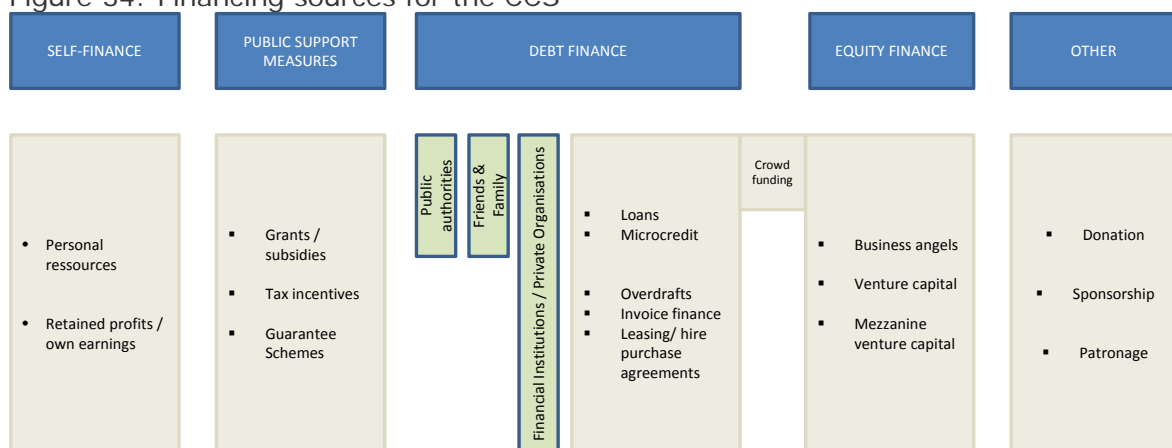 Figure 34: Financing sources for the CCS
SELF-FINANCE
PUBLIC SUPPORT
MEASURES
DEBT FINANCE
EQUITY FINANCE
OTHER
• Personal
ressources
• Retained profits /
own earnings
▪ Grants /
subsidies
▪ Tax incentives
▪ Guarantee
Schemes
Public
authorities
Friends &
Family
Financial Institutions / Private Organisations
▪ Loans
▪ Microcredit
▪ Overdrafts
▪ Invoice finance
▪ Leasing/ hire
purchase
agreements
Crowd
funding
▪ Business angels
▪ Venture capital
▪ Mezzanine
venture capital
▪ Donation
▪ Sponsorship
▪ Patronage